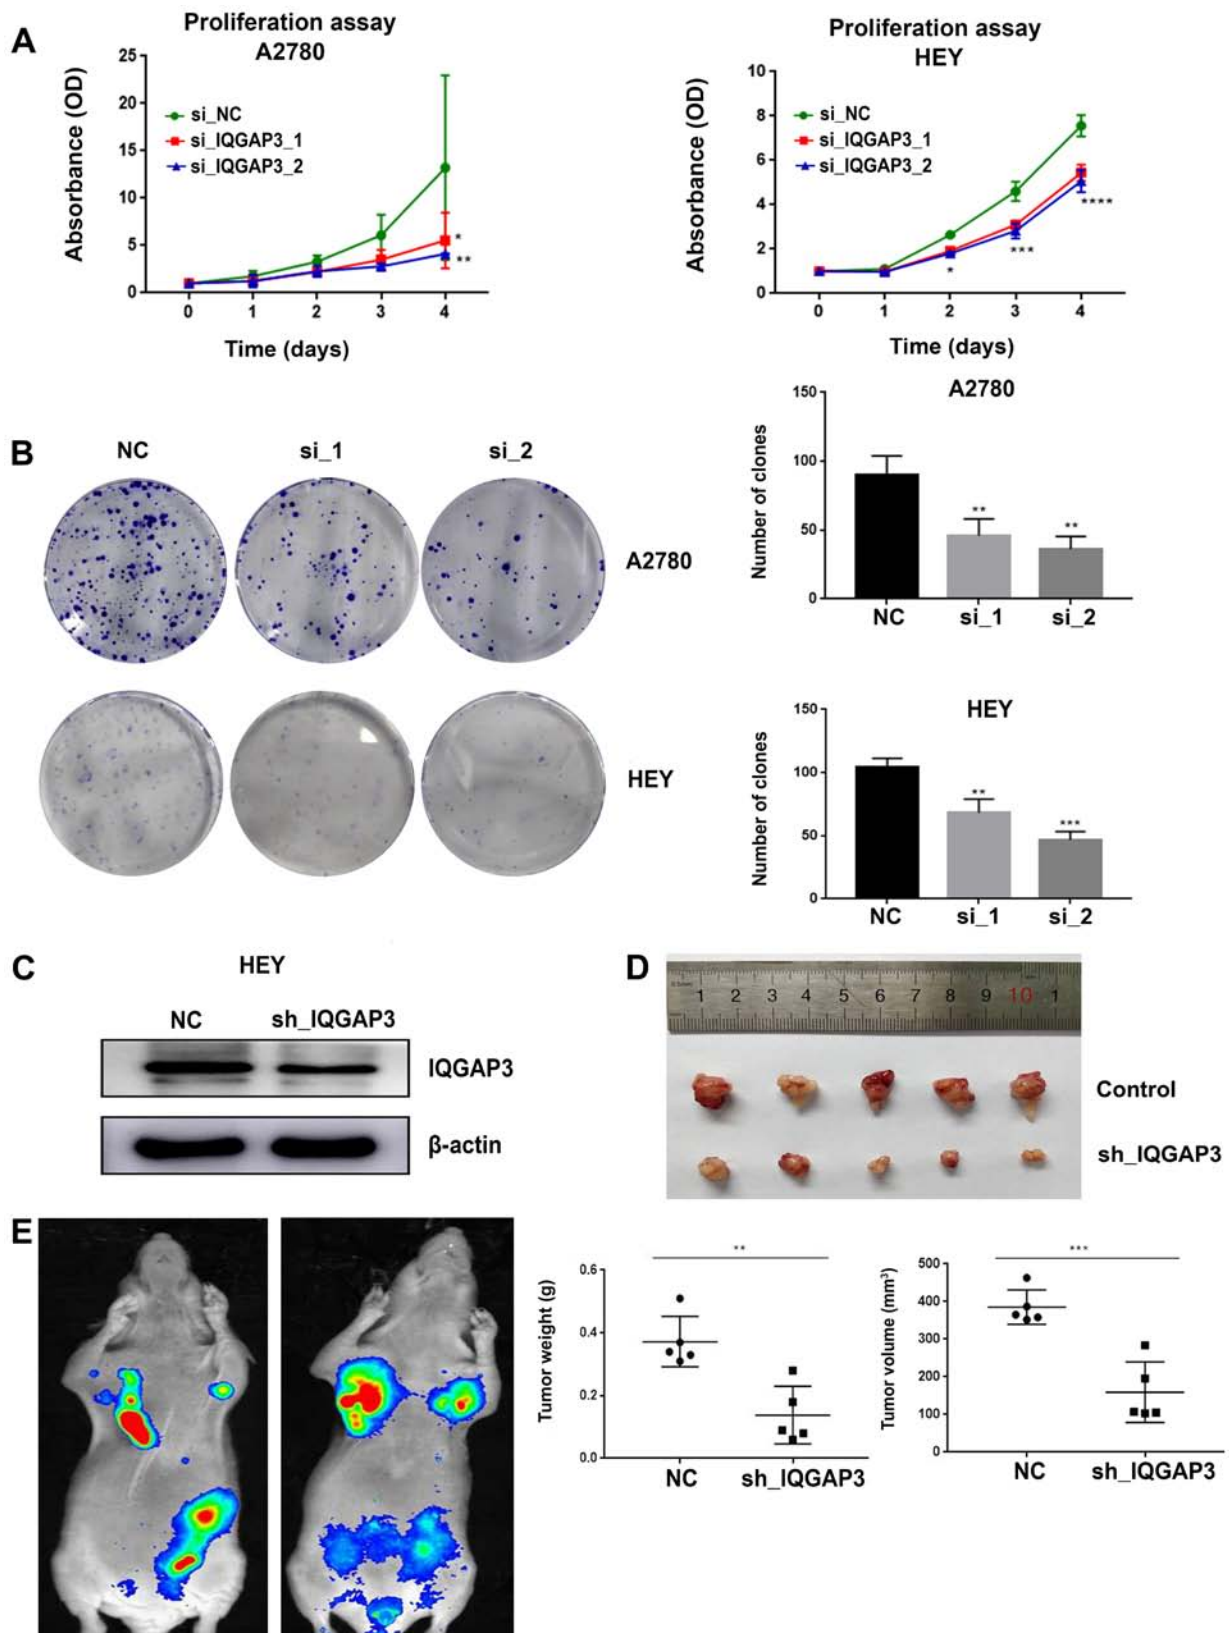 A
Proliferation assay
A2780
Absorbance (OD)
25
20
15
10
5
0
si_NC
si_IQGAP3_1
si_IQGAP3_2
*
**
0 1 2 3 4
Time (days)
Proliferation assay
HEY
Absorbance (OD)
10
8
6
4
2
0
si_NC
si_IQGAP3_1
si_IQGAP3_2
*
***
****
0 1 2 3 4
Time (days)
B
NC si_1 si_2
A2780
HEY
A2780
Number of clones
150
100
50
0
**
**
NC si_1 si_2
HEY
Number of clones
150
100
50
0
**
***
NC si_1 si_2
C
HEY
NC sh_IQGAP3
IQGAP3
β-actin
D
1 2 3 4 5 6 7 8 9 10 1
Control
sh_IQGAP3
E
Tumor weight (g)
**
0.6
0.4
0.2
0.0
NC sh_IQGAP3
Tumor volume (mm³)
***
500
400
300
200
100
0
NC sh_IQGAP3